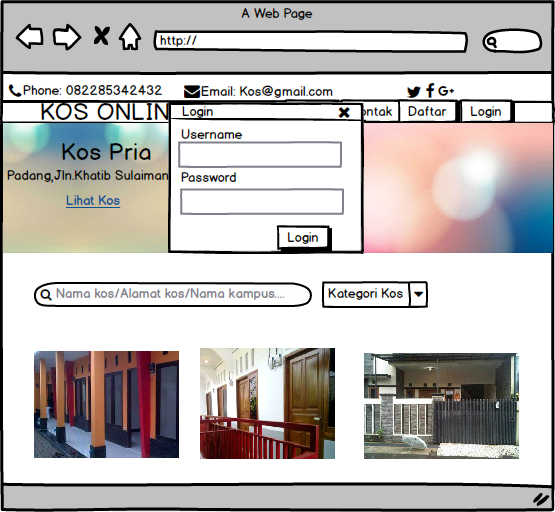 A Web Page
http://
Phone: 082285342432
Email: Kos@gmail.com
G+
KOS ONLIN
Login
ontak
Daftar
Login
Kos Pria
Padang,Jln.Khatib Sulaiman
Lihat Kos
Username
Password
Login
Nama kos/Alamat kos/Nama kampus....
Kategori Kos